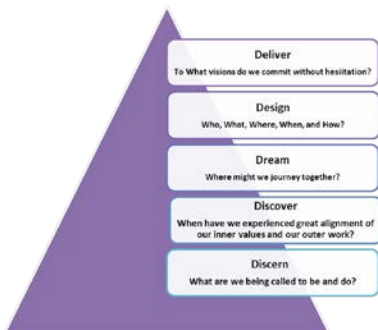 Deliver
To What visions do we commit without hesiitation?
Design
Who, What, Where, When, and How?
Dream
Where might we journey together?
Discover
When have we experienced great alignment of
our inner values and our outer work?
Discern
What are we being called to be and do?